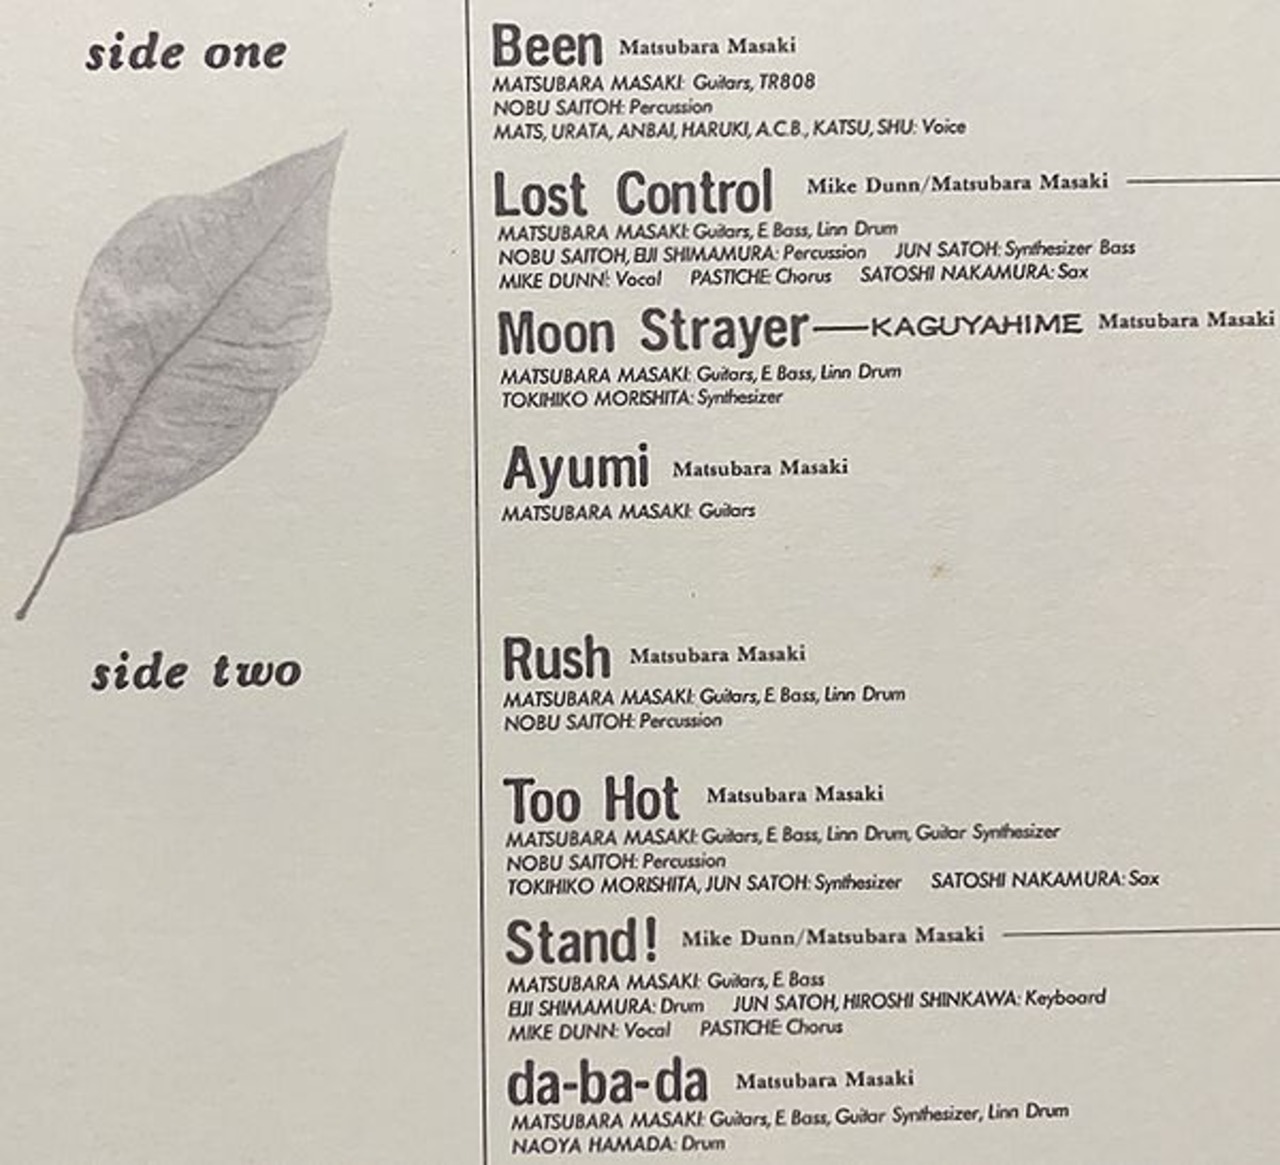 side one
Been Matsubara Masaki
MATSUBARA MASAKI: Guitars, TR808
NOBU SAITOH: Percussion
MATS, URATA, ANBAI, HARUKI, A.C.B., KATSU, SHU: Voice
Lost Control Mike Dunn/Matsubara Masaki
MATSUBARA MASAKI: Guitars, E. Bass, Linn Drum
NOBU SAITOH, EIJI SHIMAMURA: Percussion JUN SATOH: Synthesizer Bass
MIKE DUNN: Vocal PASTICHE: Chorus SATOSHI NAKAMURA: Sax
Moon Strayer—KAGUYAHIME Matsubara Masaki
MATSUBARA MASAKI: Guitars, E. Bass, Linn Drum
TOKIHIKO MORISHITA: Synthesizer
Ayumi Matsubara Masaki
MATSUBARA MASAKI: Guitars
side two
Rush Matsubara Masaki
MATSUBARA MASAKI: Guitars, E. Bass, Linn Drum
NOBU SAITOH: Percussion
Too Hot Matsubara Masaki
MATSUBARA MASAKI: Guitars, E. Bass, Linn Drum, Guitar Synthesizer
NOBU SAITOH: Percussion
TOKIHIKO MORISHITA, JUN SATOH: Synthesizer SATOSHI NAKAMURA: Sax
Stand! Mike Dunn/Matsubara Masaki
MATSUBARA MASAKI: Guitars, E. Bass
EIJI SHIMAMURA: Drum JUN SATOH, HIROSHI SHINKAWA: Keyboard
MIKE DUNN: Vocal PASTICHE: Chorus
da-ba-da Matsubara Masaki
MATSUBARA MASAKI: Guitars, E. Bass, Guitar Synthesizer, Linn Drum
NAOYA HAMADA: Drum